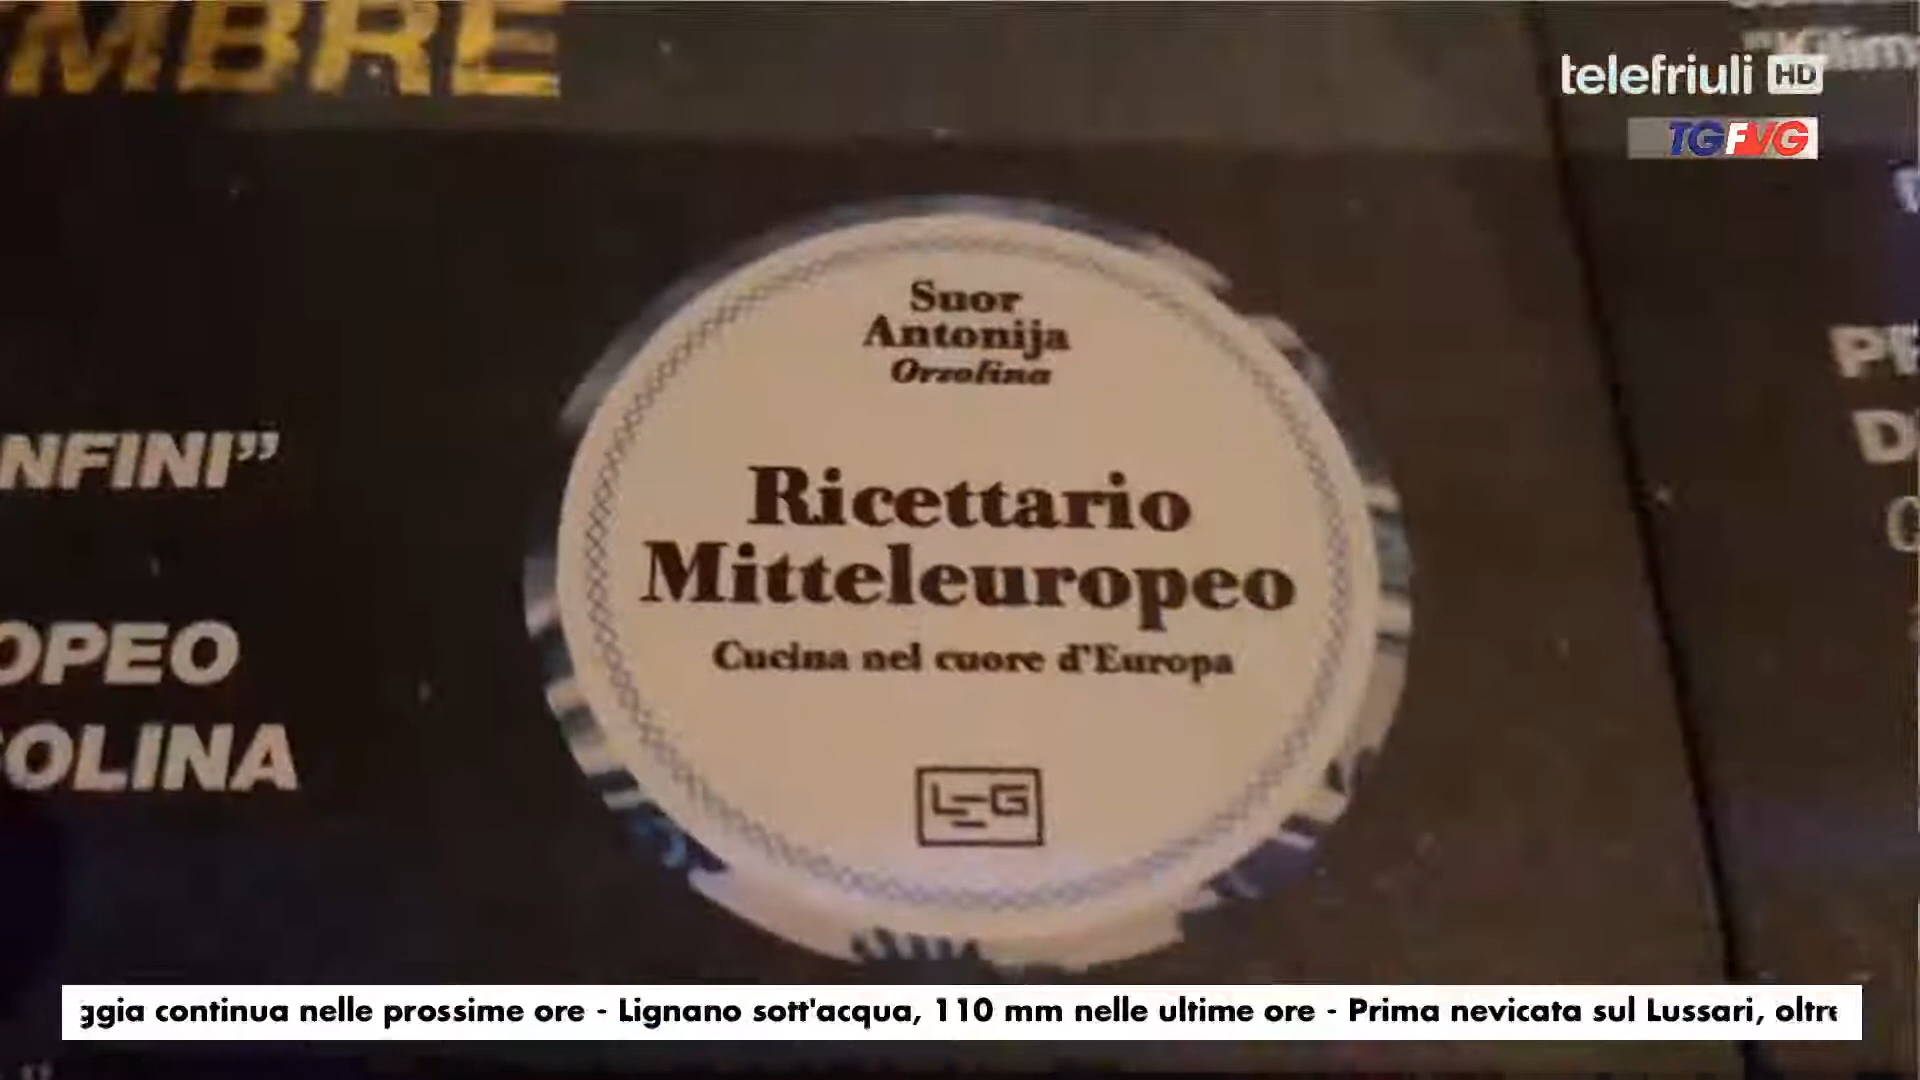 MBRE
telefriuli HD
TGFVG
Suor
Antonija
Orsolina
NFINI”
Ricettario
Mitteleuropeo
Cucina nel cuore d'Europa
OPEO
OLINA
L G
ggia continua nelle prossime ore - Lignano sott'acqua, 110 mm nelle ultime ore - Prima nevicata sul Lussari, oltre